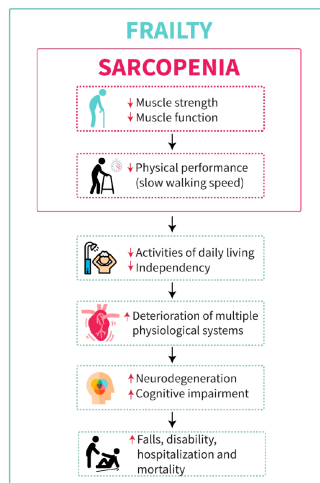 FRAILTY
SARCOPENIA
↓ Muscle strength
↓ Muscle function
↓ Physical performance
(slow walking speed)
↓ Activities of daily living
↓ Independency
↑ Deterioration of multiple
physiological systems
↑ Neurodegeneration
↑ Cognitive impairment
↑ Falls, disability,
hospitalization and
mortality